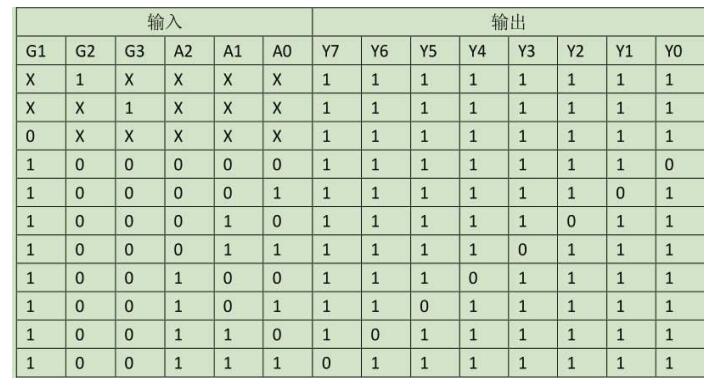 输入 输出
G1 G2 G3 A2 A1 A0 Y7 Y6 Y5 Y4 Y3 Y2 Y1 Y0
X 1 X X X X 1 1 1 1 1 1 1 1
X X 1 X X X 1 1 1 1 1 1 1 1
0 X X X X X 1 1 1 1 1 1 1 1
1 0 0 0 0 0 1 1 1 1 1 1 1 0
1 0 0 0 0 1 1 1 1 1 1 1 0 1
1 0 0 0 1 0 1 1 1 1 1 0 1 1
1 0 0 0 1 1 1 1 1 1 0 1 1 1
1 0 0 1 0 0 1 1 1 0 1 1 1 1
1 0 0 1 0 1 1 1 0 1 1 1 1 1
1 0 0 1 1 0 1 0 1 1 1 1 1 1
1 0 0 1 1 1 0 1 1 1 1 1 1 1